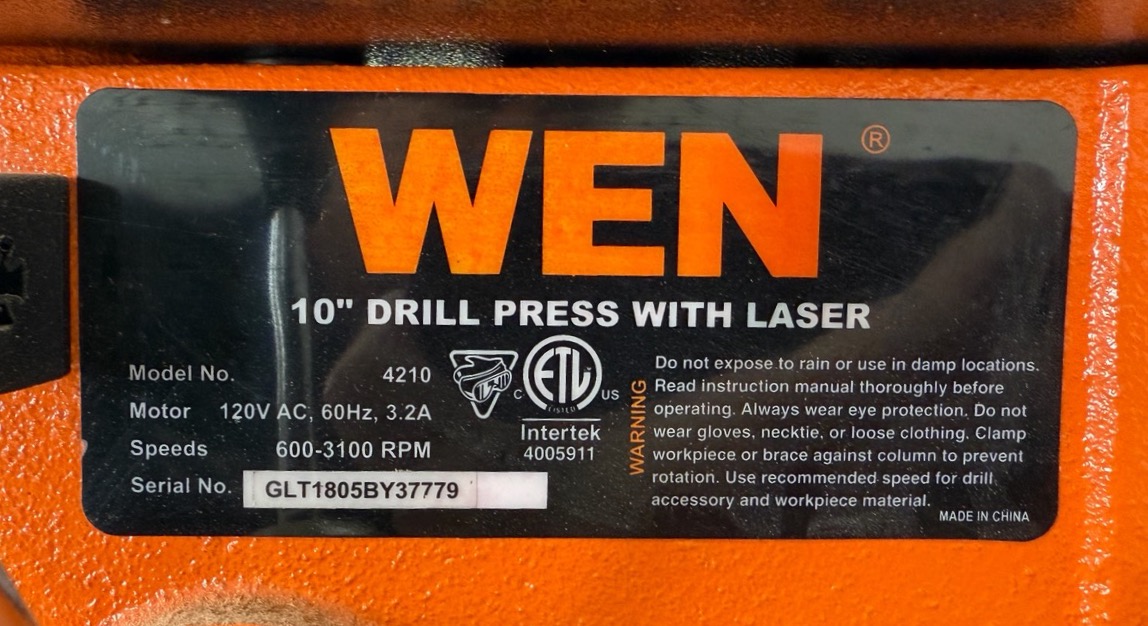 WEN ®
10" DRILL PRESS WITH LASER
Model No. 4210
Motor 120V AC, 60Hz, 3.2A
Speeds 600-3100 RPM
Serial No. GLT1805BY37779
C ETL US
LISTED
Intertek
4005911
WARNING
Do not expose to rain or use in damp locations.
Read instruction manual thoroughly before
operating. Always wear eye protection. Do not
wear gloves, necktie, or loose clothing. Clamp
workpiece or brace against column to prevent
rotation. Use recommended speed for drill
accessory and workpiece material.
MADE IN CHINA